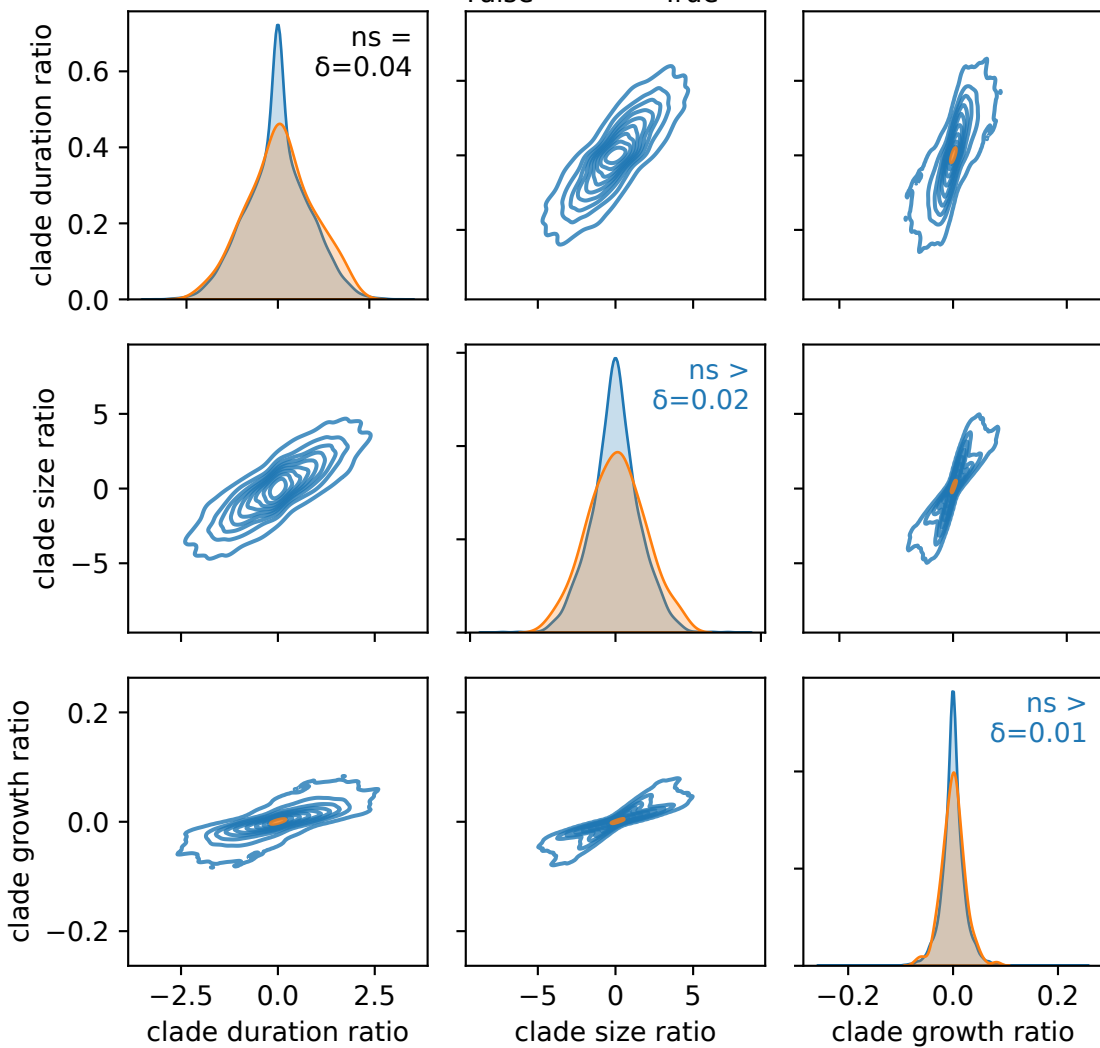 clade duration ratio
0.6
0.4
0.2
0.0
ns =
δ=0.04
clade size ratio
5
0
−5
ns >
δ=0.02
clade growth ratio
0.2
0.0
−0.2
ns >
δ=0.01
−2.5 0.0 2.5
−5 0 5
−0.2 0.0 0.2
clade duration ratio
clade size ratio
clade growth ratio